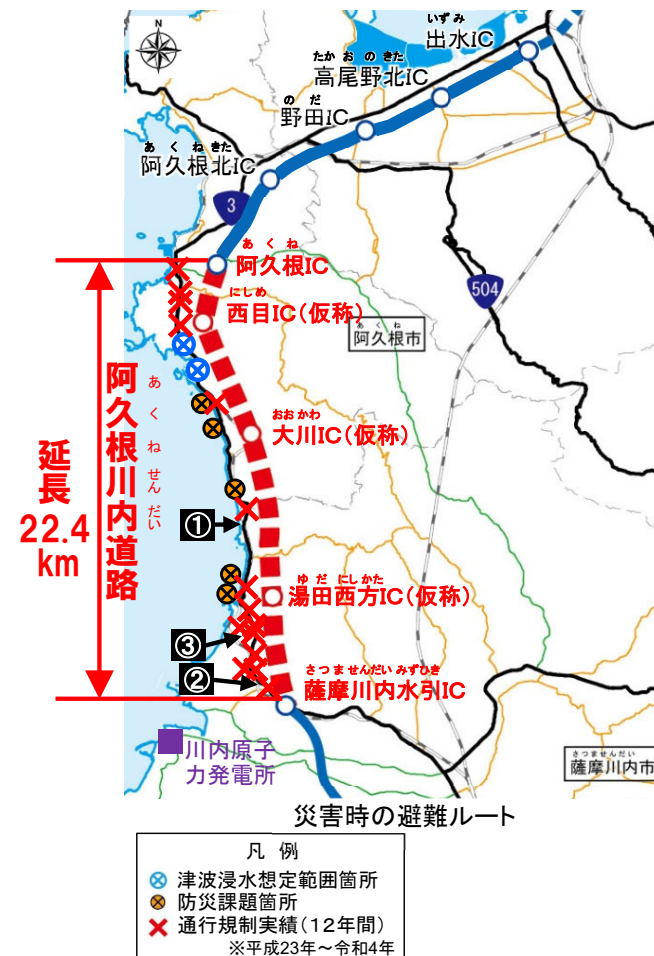 N
いずみ
出水IC
たかおのきた
高尾野北IC
のだ
野田IC
あくねきた
阿久根北IC
3
あくね
阿久根IC
にしめ
西目IC(仮称)
504
あくね
阿久根市
おおかわ
大川IC(仮称)
阿久根川内道路
あくねせんだい
延長
22.4
km
①
ゆだにしかた
湯田西方IC(仮称)
③
②
さつませんだいみずひき
薩摩川内水引IC
川内原子
力発電所
さつませんだい
薩摩川内市
災害時の避難ルート
凡 例
津波浸水想定範囲箇所
防災課題箇所
通行規制実績(12年間)
※平成23年~令和4年